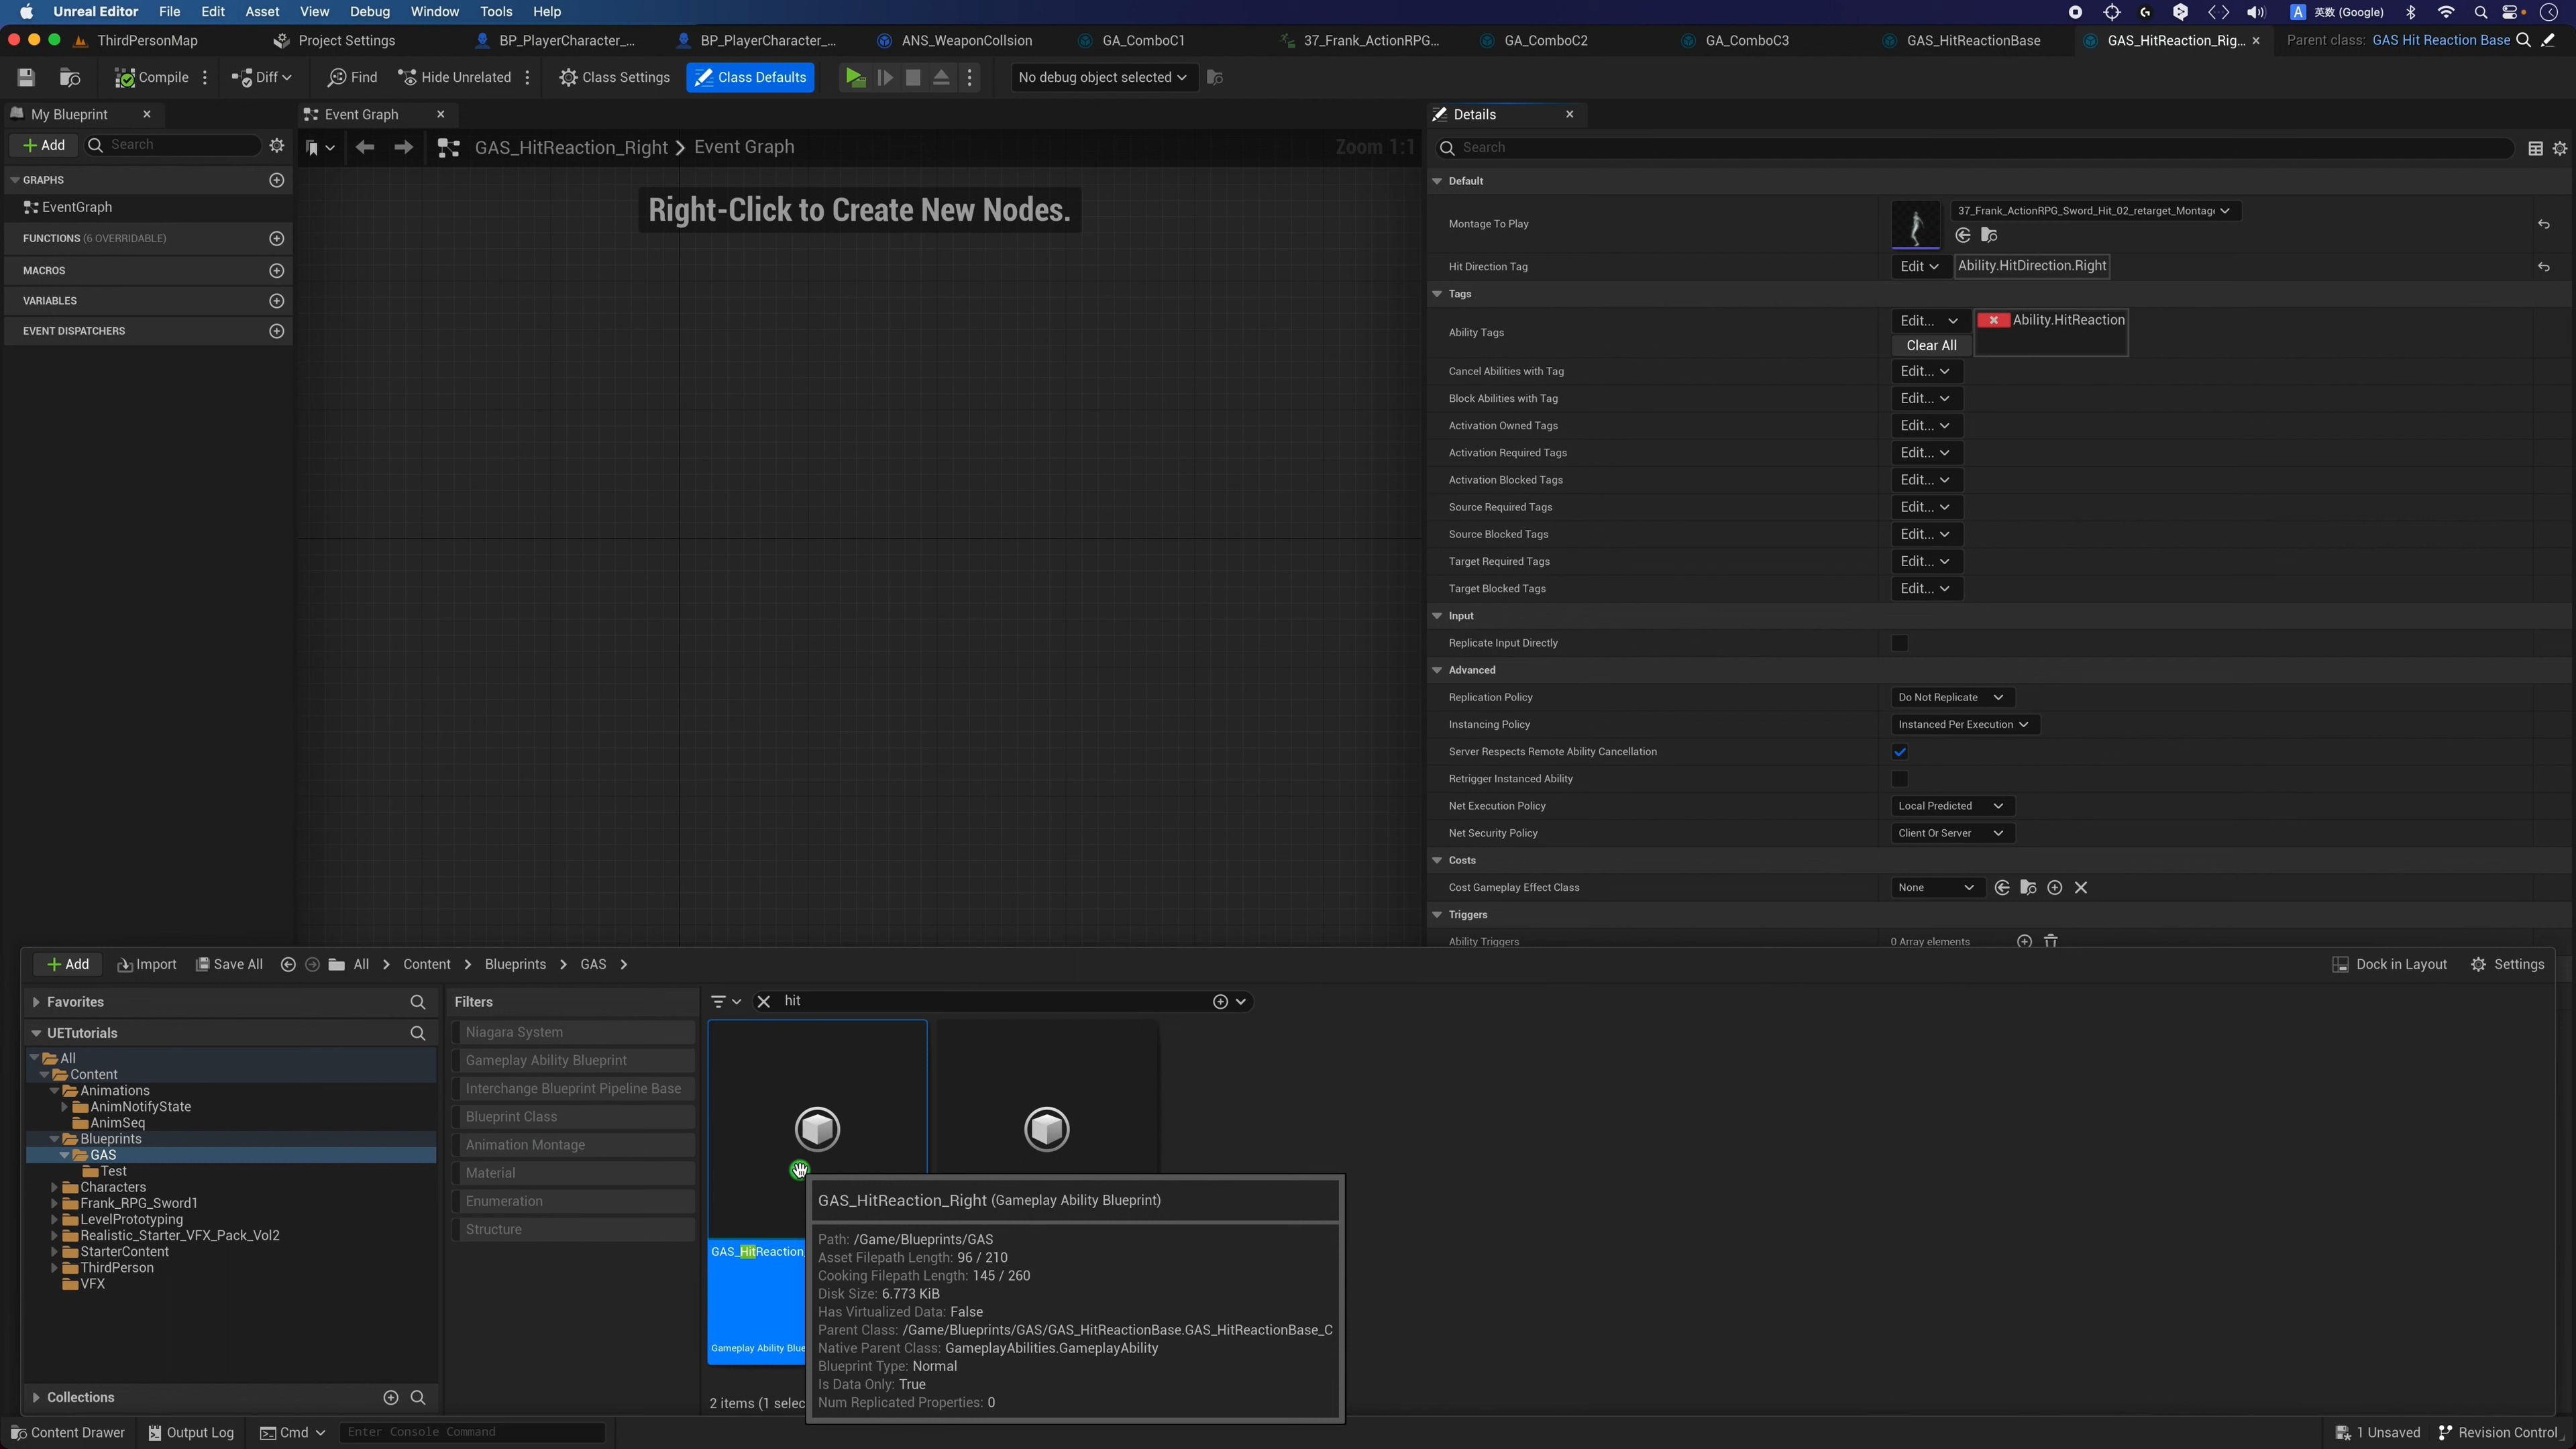 Unreal Editor File Edit Asset View Debug Window Tools Help A 英数 (Google)
ThirdPersonMap Project Settings BP_PlayerCharacter_... BP_PlayerCharacter_... ANS_WeaponCollsion GA_ComboC1 37_Frank_ActionRPG... GA_ComboC2 GA_ComboC3 GAS_HitReactionBase GAS_HitReaction_Rig... Parent class: GAS Hit Reaction Base
Compile Diff Find Hide Unrelated Class Settings Class Defaults No debug object selected
My Blueprint Event Graph Details
Add Search GAS_HitReaction_Right > Event Graph Zoom 1:1 Search
GRAPHS
EventGraph
FUNCTIONS (6 OVERRIDABLE)
MACROS
VARIABLES
EVENT DISPATCHERS
Right-Click to Create New Nodes.
Default
Montage To Play 37_Frank_ActionRPG_Sword_Hit_02_retarget_Montage
Hit Direction Tag Edit Ability.HitDirection.Right
Tags
Ability Tags Edit... Ability.HitReaction
Clear All
Cancel Abilities with Tag Edit...
Block Abilities with Tag Edit...
Activation Owned Tags Edit...
Activation Required Tags Edit...
Activation Blocked Tags Edit...
Source Required Tags Edit...
Source Blocked Tags Edit...
Target Required Tags Edit...
Target Blocked Tags Edit...
Input
Replicate Input Directly
Advanced
Replication Policy Do Not Replicate
Instancing Policy Instanced Per Execution
Server Respects Remote Ability Cancellation
Retrigger Instanced Ability
Net Execution Policy Local Predicted
Net Security Policy Client Or Server
Costs
Cost Gameplay Effect Class None
Triggers
Ability Triggers 0 Array elements
Add Import Save All All > Content > Blueprints > GAS > Dock in Layout Settings
Favorites
UETutorials
All
Content
Animations
AnimNotifyState
AnimSeq
Blueprints
GAS
Test
Characters
Frank_RPG_Sword1
LevelPrototyping
Realistic_Starter_VFX_Pack_Vol2
StarterContent
ThirdPerson
VFX
Collections
Filters
Niagara System
Gameplay Ability Blueprint
Interchange Blueprint Pipeline Base
Blueprint Class
Animation Montage
Material
Enumeration
Structure
hit
GAS_HitReaction_
Gameplay Ability Blue
2 items (1 selec
GAS_HitReaction_Right (Gameplay Ability Blueprint)
Path: /Game/Blueprints/GAS
Asset Filepath Length: 96 / 210
Cooking Filepath Length: 145 / 260
Disk Size: 6.773 KiB
Has Virtualized Data: False
Parent Class: /Game/Blueprints/GAS/GAS_HitReactionBase.GAS_HitReactionBase_C
Native Parent Class: GameplayAbilities.GameplayAbility
Blueprint Type: Normal
Is Data Only: True
Num Replicated Properties: 0
Content Drawer Output Log Cmd Enter Console Command 1 Unsaved Revision Control